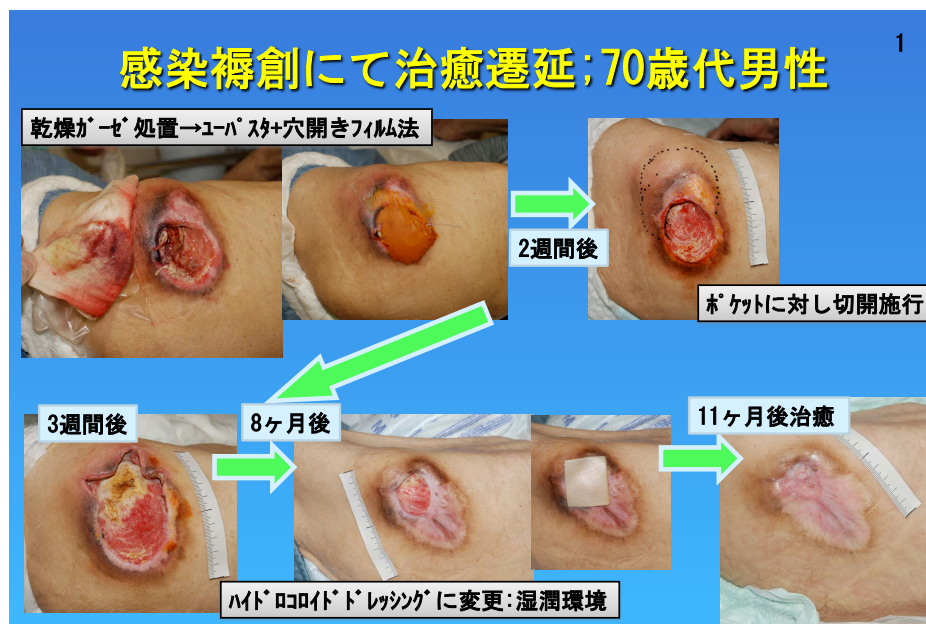 1
感染褥創にて治癒遷延;70歳代男性
乾燥ｶﾞｰｾﾞ処置→ﾕｰﾊﾟｽﾀ+穴開きﾌｨﾙﾑ法
2週間後
ﾎﾟｹｯﾄに対し切開施行
3週間後
8ヶ月後
11ヶ月後治癒
ﾊｲﾄﾞﾛｺﾛｲﾄﾞﾄﾞﾚｯｼﾝｸﾞに変更:湿潤環境